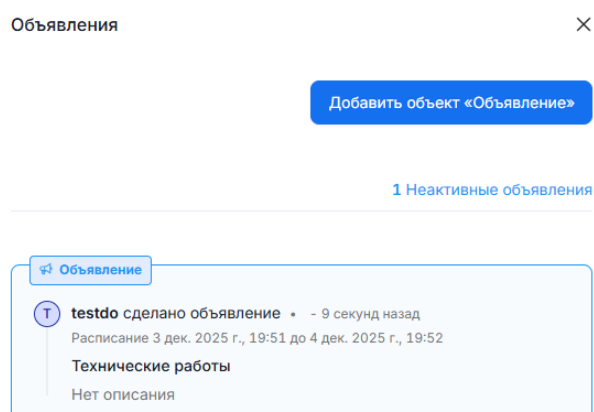 Объявления
Добавить объект «Объявление»
1 Неактивные объявления
Объявление
T testdo сделано объявление • - 9 секунд назад
Расписание 3 дек. 2025 г., 19:51 до 4 дек. 2025 г., 19:52
Технические работы
Нет описания